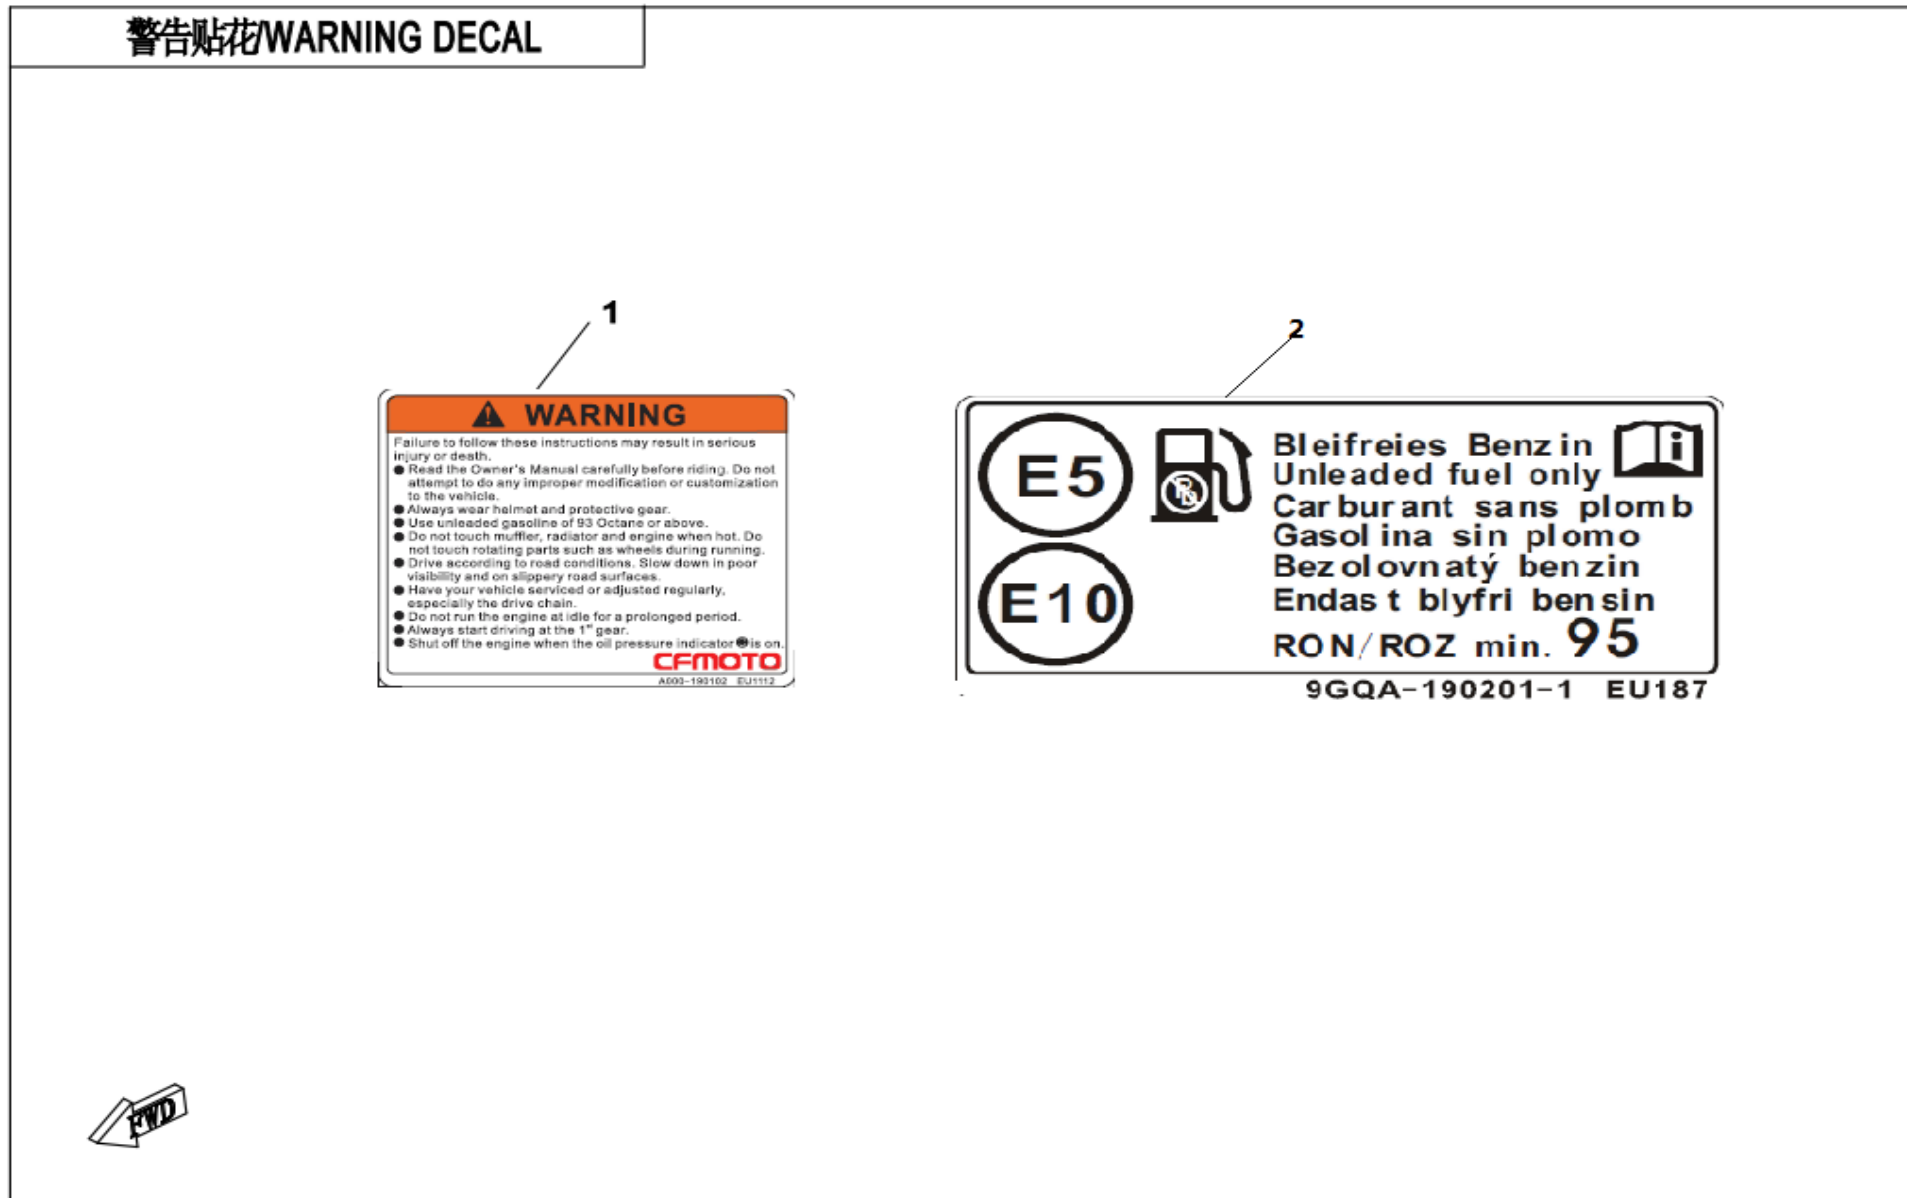 警告贴花/WARNING DECAL
1
WARNING
Failure to follow these instructions may result in serious
injury or death.
● Read the Owner's Manual carefully before riding. Do not
attempt to do any improper modification or customization
to the vehicle.
● Always wear helmet and protective gear.
● Use unleaded gasoline of 93 Octane or above.
● Do not touch muffler, radiator and engine when hot. Do
not touch rotating parts such as wheels during running.
● Drive according to road conditions. Slow down in poor
visibility and on slippery road surfaces.
● Have your vehicle serviced or adjusted regularly,
especially the drive chain.
● Do not run the engine at idle for a prolonged period.
● Always start driving at the 1st gear.
● Shut off the engine when the oil pressure indicator is on.
CFMOTO
A000-190102 EU1112
2
E5
E10
Pb
i
Bleifreies Benzin
Unleaded fuel only
Carburant sans plomb
Gasolina sin plomo
Bezolovnatý benzin
Endast blyfri bensin
RON/ROZ min. 95
9GQA-190201-1 EU187
FWD